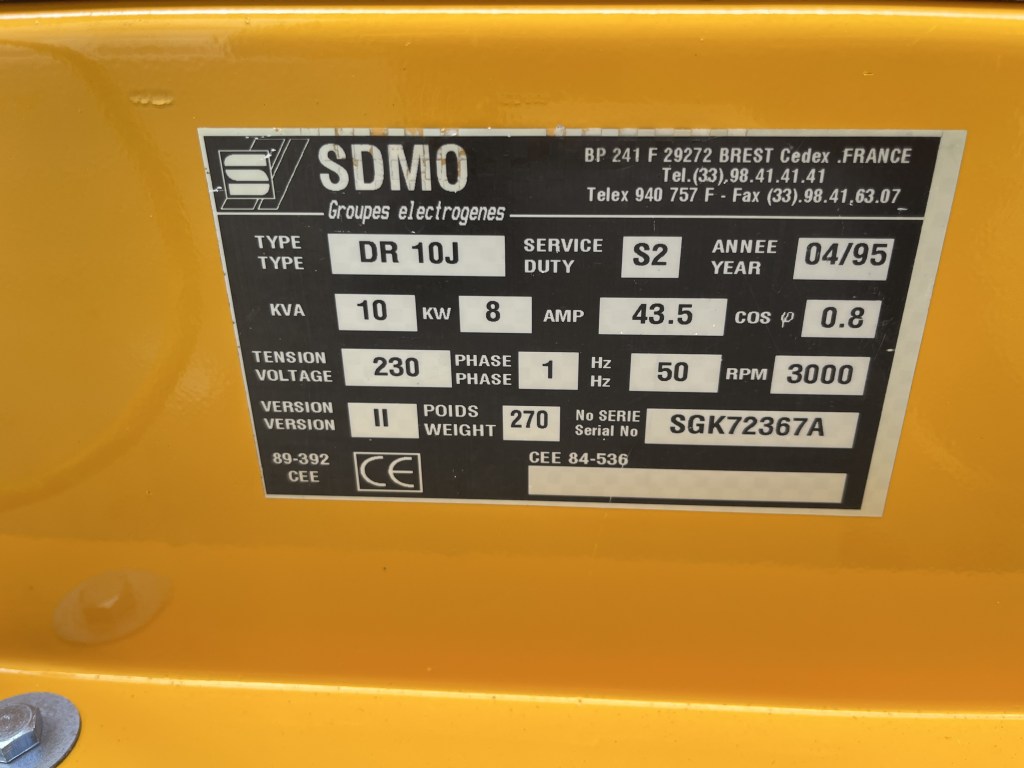 SDMO
Groupes electrogenes
BP 241 F 29272 BREST Cedex .FRANCE
Tel.(33).98.41.41.41
Telex 940 757 F - Fax (33).98.41.63.07
TYPE
TYPE
DR 10J
SERVICE
DUTY
S2
ANNEE
YEAR
04/95
KVA 10 KW 8 AMP 43.5 COS φ 0.8
TENSION
VOLTAGE
230
PHASE
PHASE
1
Hz
Hz
50
RPM 3000
VERSION
VERSION
II
POIDS
WEIGHT
270
No SERIE
Serial No
SGK72367A
89-392
CEE
CE
CEE 84-536